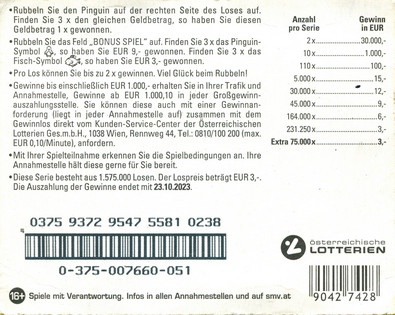 •Rubbeln Sie den Pinguin auf der rechten Seite des Loses auf.
Finden Sie 3 x den gleichen Geldbetrag, so haben Sie diesen
Geldbetrag 1 x gewonnen.
•Rubbeln Sie das Feld „BONUS SPIEL" auf. Finden Sie 3 x das Pinguin-
Symbol , so haben Sie EUR 9,- gewonnen. Finden Sie 3 x das
Fisch-Symbol , so haben Sie EUR 3,- gewonnen.
•Pro Los können Sie bis zu 2 x gewinnen. Viel Glück beim Rubbeln!
•Gewinne bis einschließlich EUR 1.000,- erhalten Sie in Ihrer Trafik und
Annahmestelle, Gewinne ab EUR 1.000,10 in jeder Großgewinn-
auszahlungsstelle. Sie können diese auch mit einer Gewinnan-
forderung (liegt in jeder Annahmestelle auf) zusammen mit dem
Gewinnlos direkt vom Kunden-Service-Center der Österreichischen
Lotterien Ges.m.b.H., 1038 Wien, Rennweg 44, Tel.: 0810/100 200 (max.
EUR 0,10/Minute), anfordern.
•Mit Ihrer Spielteilnahme erkennen Sie die Spielbedingungen an. Ihre
Annahmestelle hält diese gerne für Sie bereit.
•Diese Serie besteht aus 1.575.000 Losen. Der Lospreis beträgt EUR 3,-.
Die Auszahlung der Gewinne endet mit 23.10.2023.
Anzahl Gewinn
pro Serie in EUR
2 x 30.000,-
10 x 1.000,-
110 x 100,-
5.000 x 15,-
30.000 x 12,-
45.000 x 9,-
164.000 x 6,-
231.250 x 3,-
Extra 75.000 x 3,-
0375 9372 9547 5581 0238
0-375-007660-051
österreichische
LOTTERIEN
16+ Spiele mit Verantwortung. Infos in allen Annahmestellen und auf smv.at
9042 7428